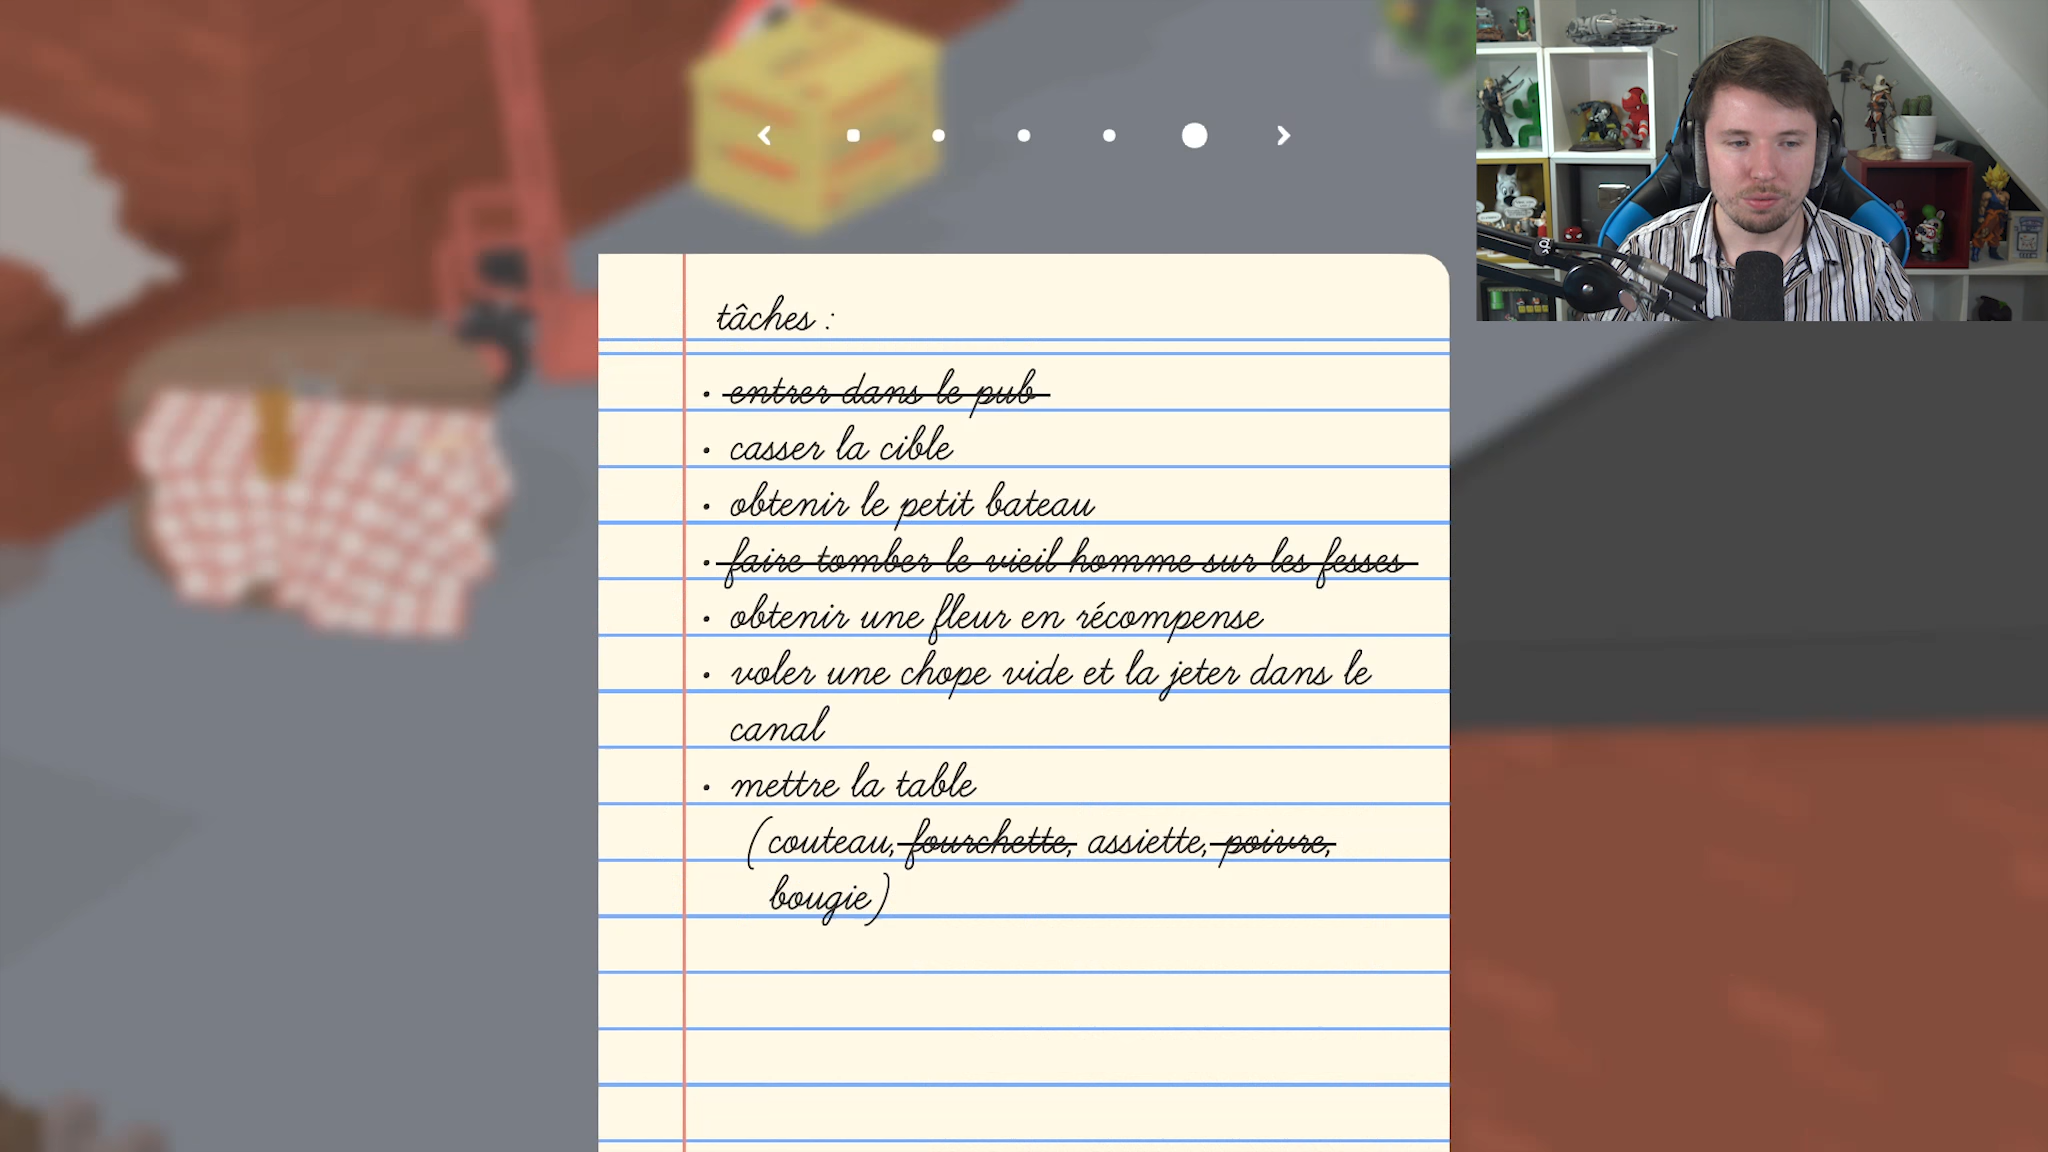 tâches :
• entrer dans le pub
• casser la cible
• obtenir le petit bateau
• faire tomber le vieil homme sur les fesses
• obtenir une fleur en récompense
• voler une chope vide et la jeter dans le
canal
• mettre la table
(couteau, fourchette, assiette, poivre,
bougie)